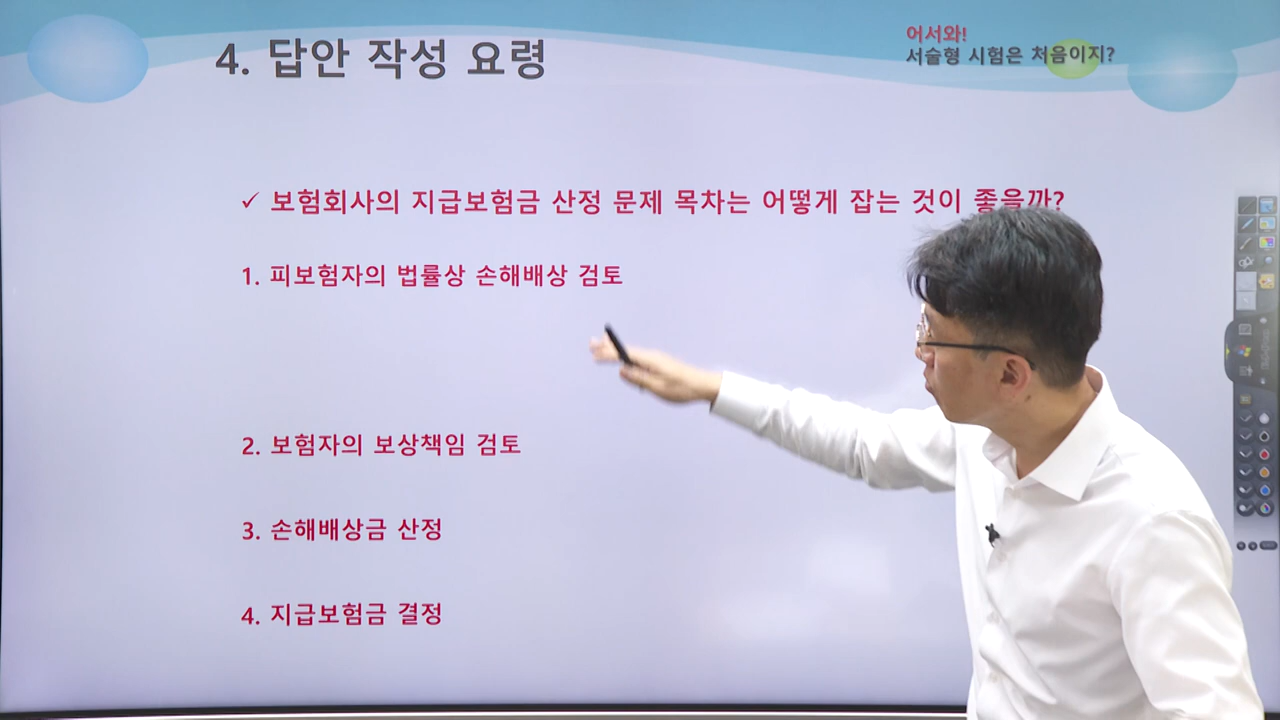 4. 답안 작성 요령
어서와!
서술형 시험은 처음이지?
✓ 보험회사의 지급보험금 산정 문제 목차는 어떻게 잡는 것이 좋을까?
1. 피보험자의 법률상 손해배상 검토
2. 보험자의 보상책임 검토
3. 손해배상금 산정
4. 지급보험금 결정